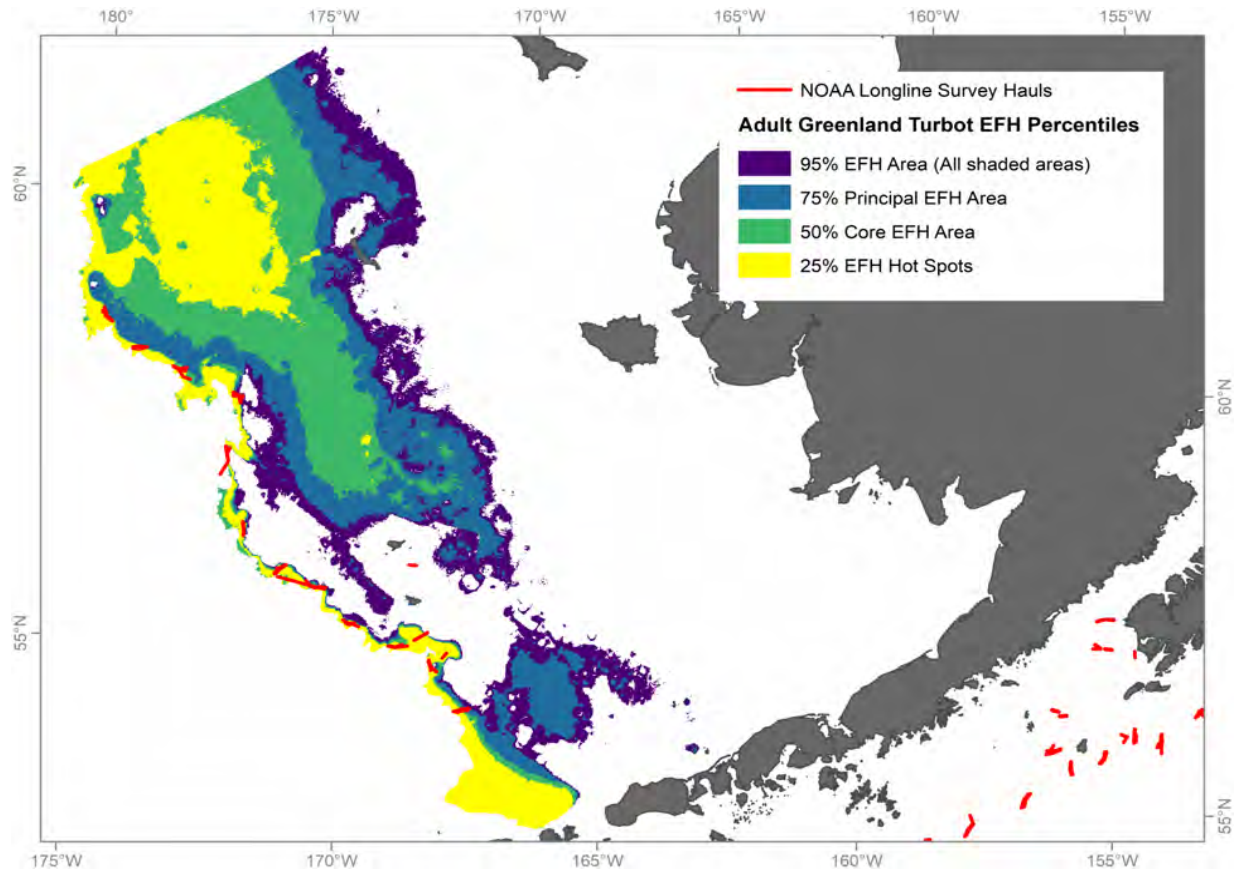 180° 175°W 170°W 165°W 160°W 155°W
NOAA Longline Survey Hauls
Adult Greenland Turbot EFH Percentiles
95% EFH Area (All shaded areas)
75% Principal EFH Area
50% Core EFH Area
25% EFH Hot Spots
60°N
60°N
55°N
55°N
175°W 170°W 165°W 160°W 155°W